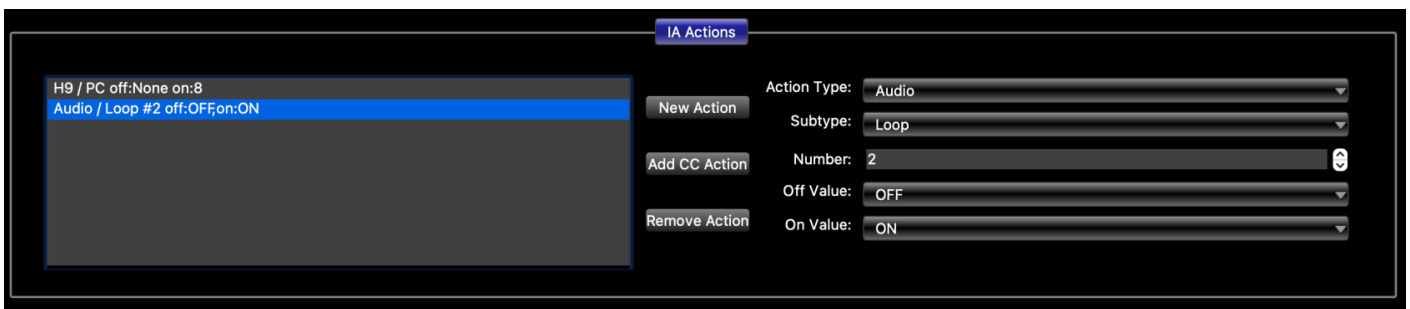 IA Actions
H9 / PC off:None on:8
Audio / Loop #2 off:OFF,on:ON
New Action
Add CC Action
Remove Action
Action Type: Audio
Subtype: Loop
Number: 2
Off Value: OFF
On Value: ON